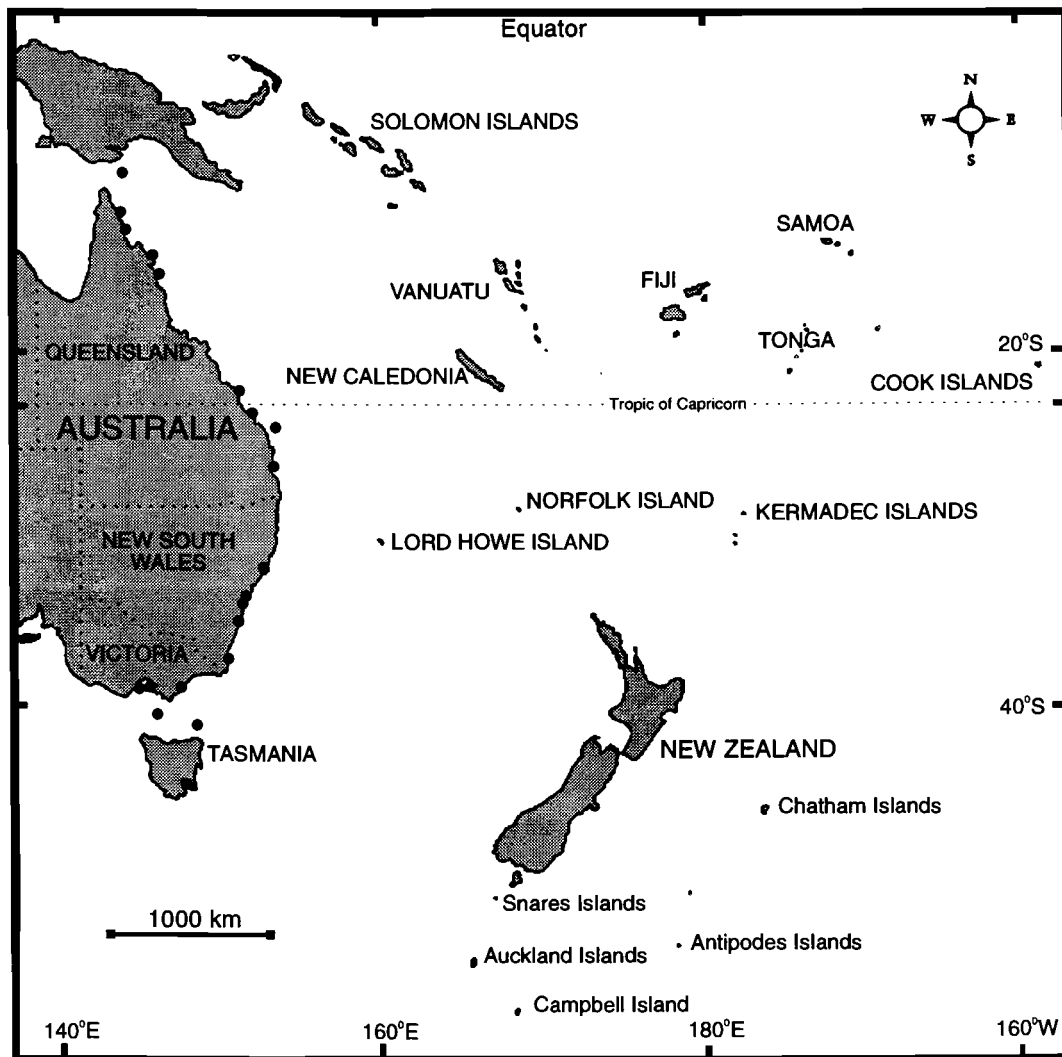 Equator
N
W E
S
SOLOMON ISLANDS
SAMOA
VANUATU
FIJI
QUEENSLAND
TONGA
20°S
NEW CALEDONIA
COOK ISLANDS
Tropic of Capricorn
AUSTRALIA
NORFOLK ISLAND
KERMADEC ISLANDS
NEW SOUTH
WALES
LORD HOWE ISLAND
VICTORIA
40°S
TASMANIA
NEW ZEALAND
Chatham Islands
Snares Islands
1000 km
Antipodes Islands
Auckland Islands
Campbell Island
140°E 160°E 180°E 160°W